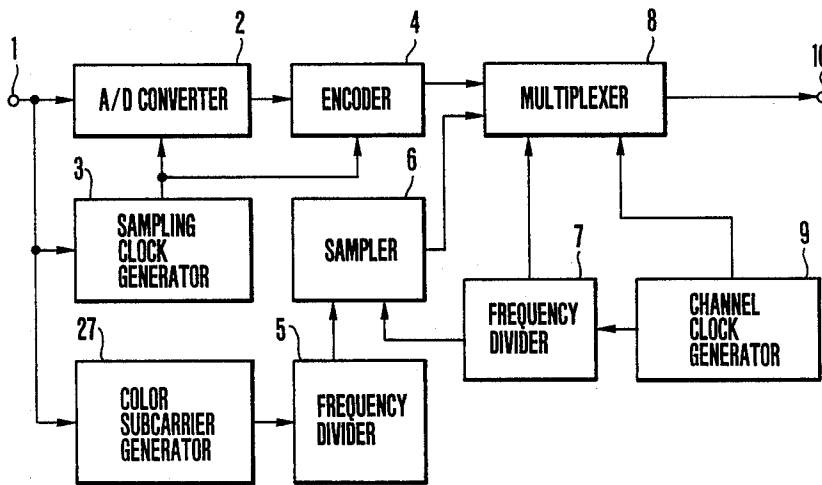 1
2
4
8
10
A/D CONVERTER
ENCODER
MULTIPLEXER
3
6
SAMPLING
CLOCK
GENERATOR
SAMPLER
7
9
FREQUENCY
DIVIDER
CHANNEL
CLOCK
GENERATOR
27
5
COLOR
SUBCARRIER
GENERATOR
FREQUENCY
DIVIDER